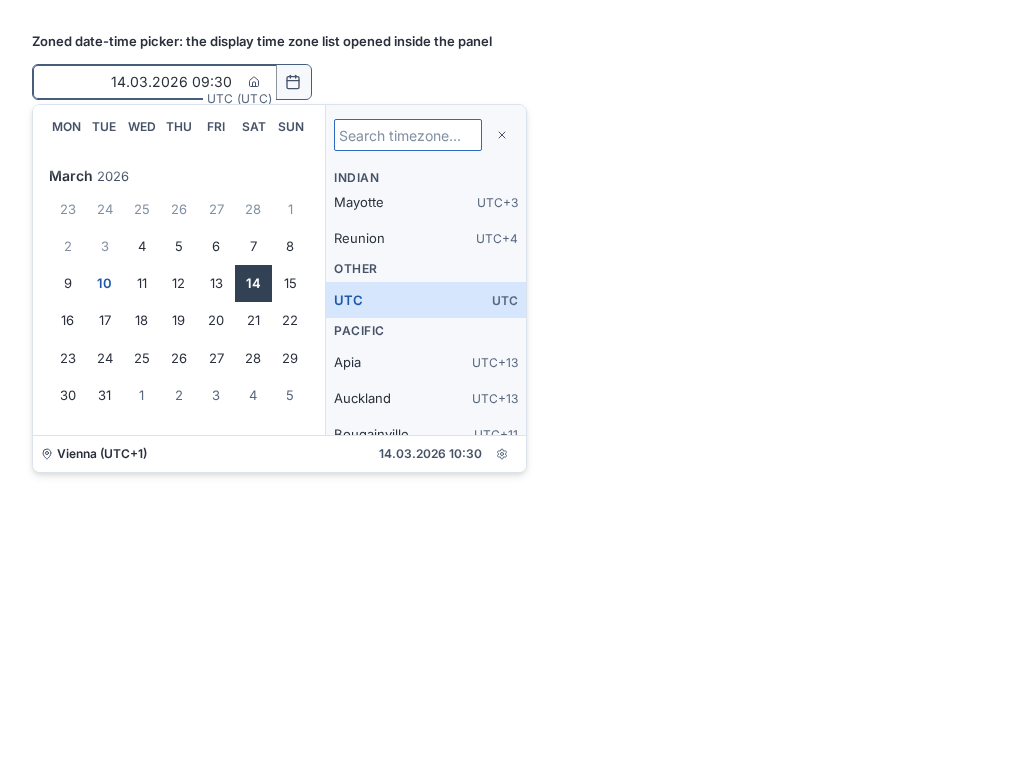 Zoned date-time picker: the display time zone list opened inside the panel
14.03.2026 09:30
UTC (UTC)
MON TUE WED THU FRI SAT SUN
March 2026
23 24 25 26 27 28 1
2 3 4 5 6 7 8
9 10 11 12 13 14 15
16 17 18 19 20 21 22
23 24 25 26 27 28 29
30 31 1 2 3 4 5
Search timezone...
INDIAN
Mayotte UTC+3
Reunion UTC+4
OTHER
UTC UTC
PACIFIC
Apia UTC+13
Auckland UTC+13
Bougainville UTC+11
Vienna (UTC+1) 14.03.2026 10:30